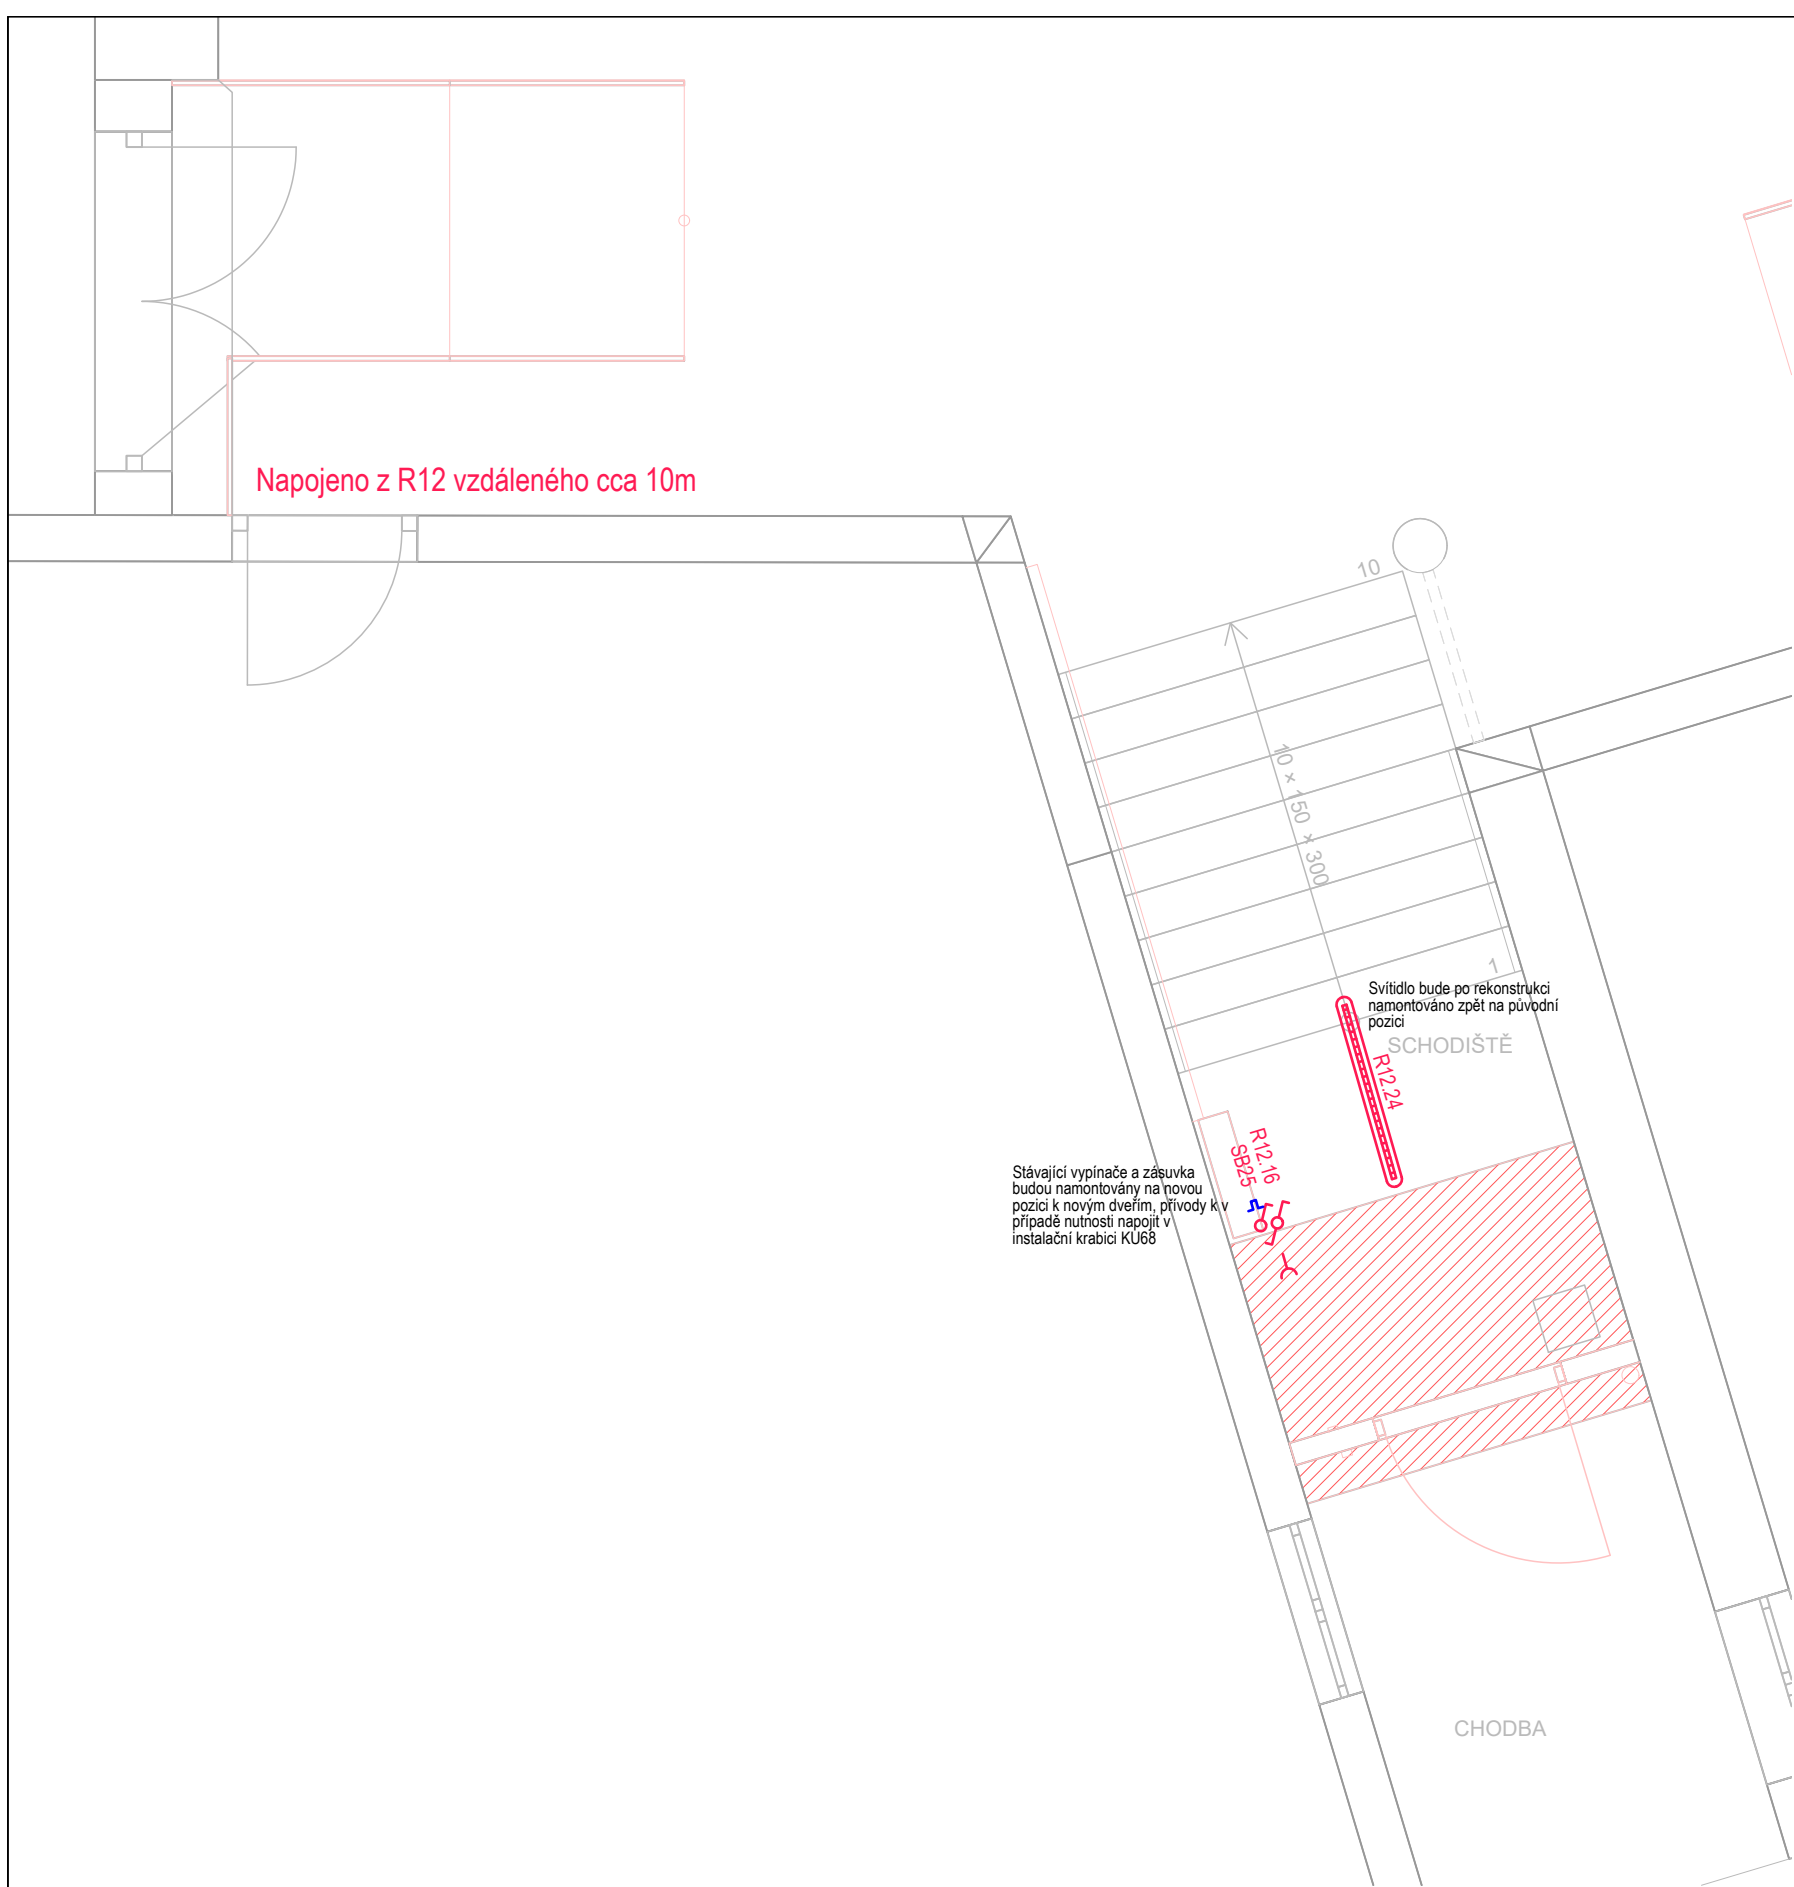 Napojeno z R12 vzdáleného cca 10m
10
10 × 150 × 300
1
Svítidlo bude po rekonstrukci
namontováno zpět na původní
pozici
SCHODIŠTĚ
R12.24
R12.16
SB25
Stávající vypínače a zásuvka
budou namontovány na novou
pozici k novým dveřím, přívody k v
případě nutnosti napojit v
instalační krabici KU68
CHODBA